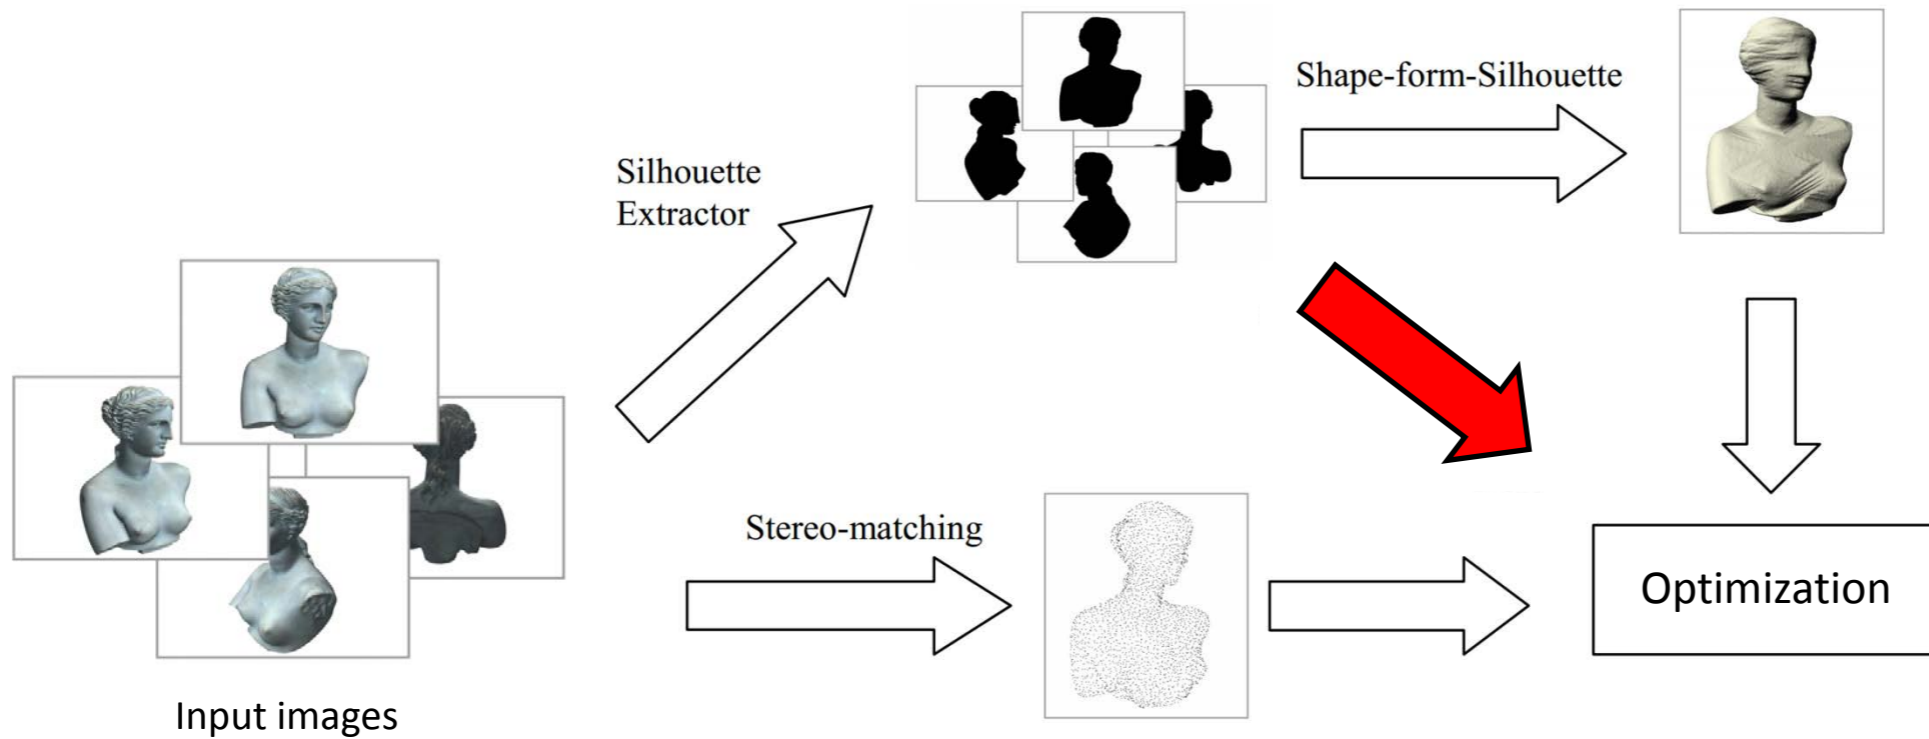 Shape-form-Silhouette
Silhouette
Extractor
Stereo-matching
Optimization
Input images